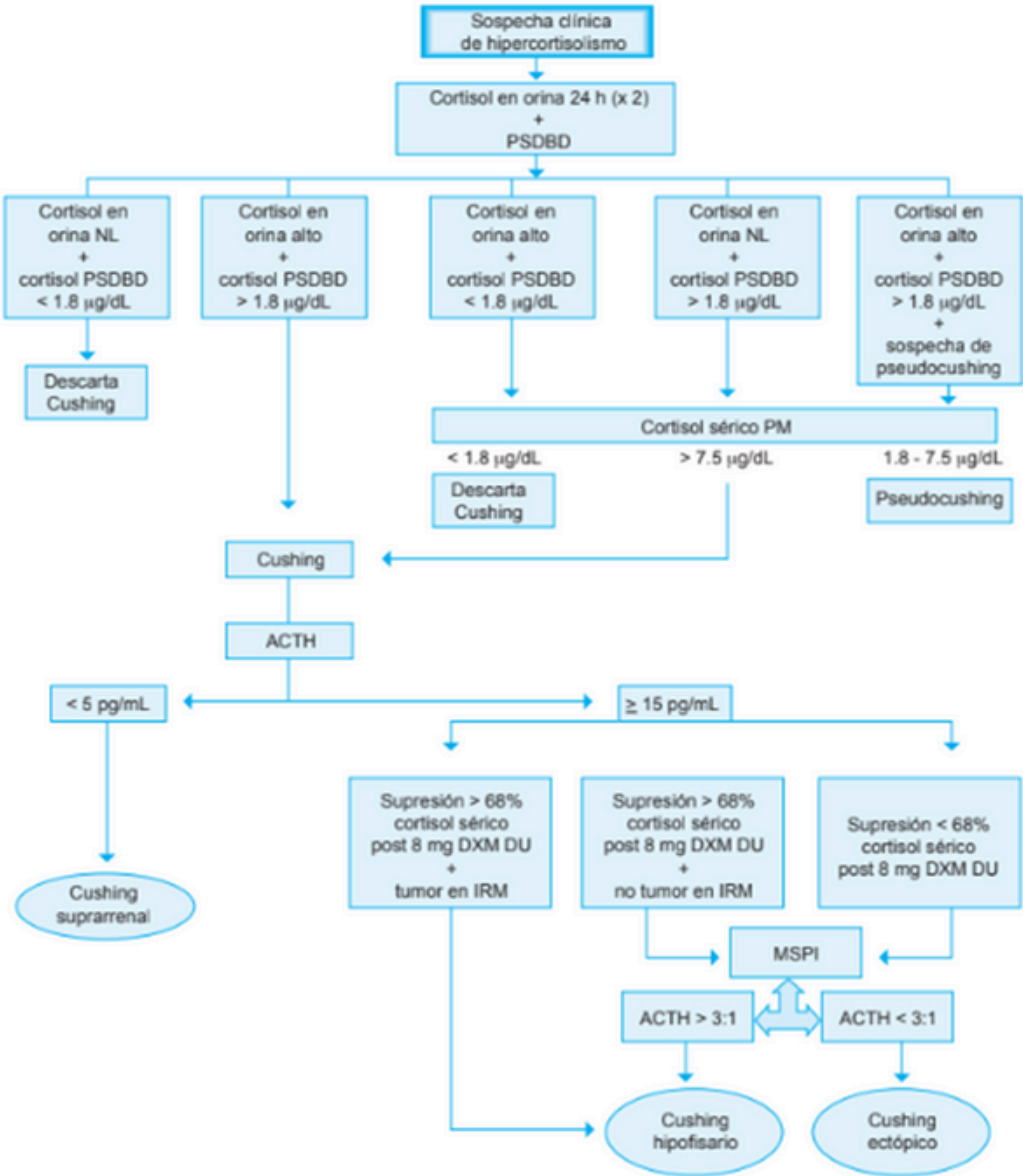 Sospecha clínica
de hipercortisolismo
Cortisol en orina 24 h (x 2)
+
PSDBD
Cortisol en
orina NL
+
cortisol PSDBD
< 1.8 µg/dL
Cortisol en
orina alto
+
cortisol PSDBD
> 1.8 µg/dL
Cortisol en
orina alto
+
cortisol PSDBD
< 1.8 µg/dL
Cortisol en
orina NL
+
cortisol PSDBD
> 1.8 µg/dL
Cortisol en
orina alto
+
cortisol PSDBD
> 1.8 µg/dL
+
sospecha de
pseudocushing
Descarta
Cushing
Cortisol sérico PM
< 1.8 µg/dL
> 7.5 µg/dL
1.8 - 7.5 µg/dL
Descarta
Cushing
Pseudocushing
Cushing
ACTH
< 5 pg/mL
≥ 15 pg/mL
Supresión > 68%
cortisol sérico
post 8 mg DXM DU
+
tumor en IRM
Supresión > 68%
cortisol sérico
post 8 mg DXM DU
+
no tumor en IRM
Supresión < 68%
cortisol sérico
post 8 mg DXM DU
Cushing
suprarrenal
MSPI
ACTH > 3:1
ACTH < 3:1
Cushing
hipofisario
Cushing
ectópico